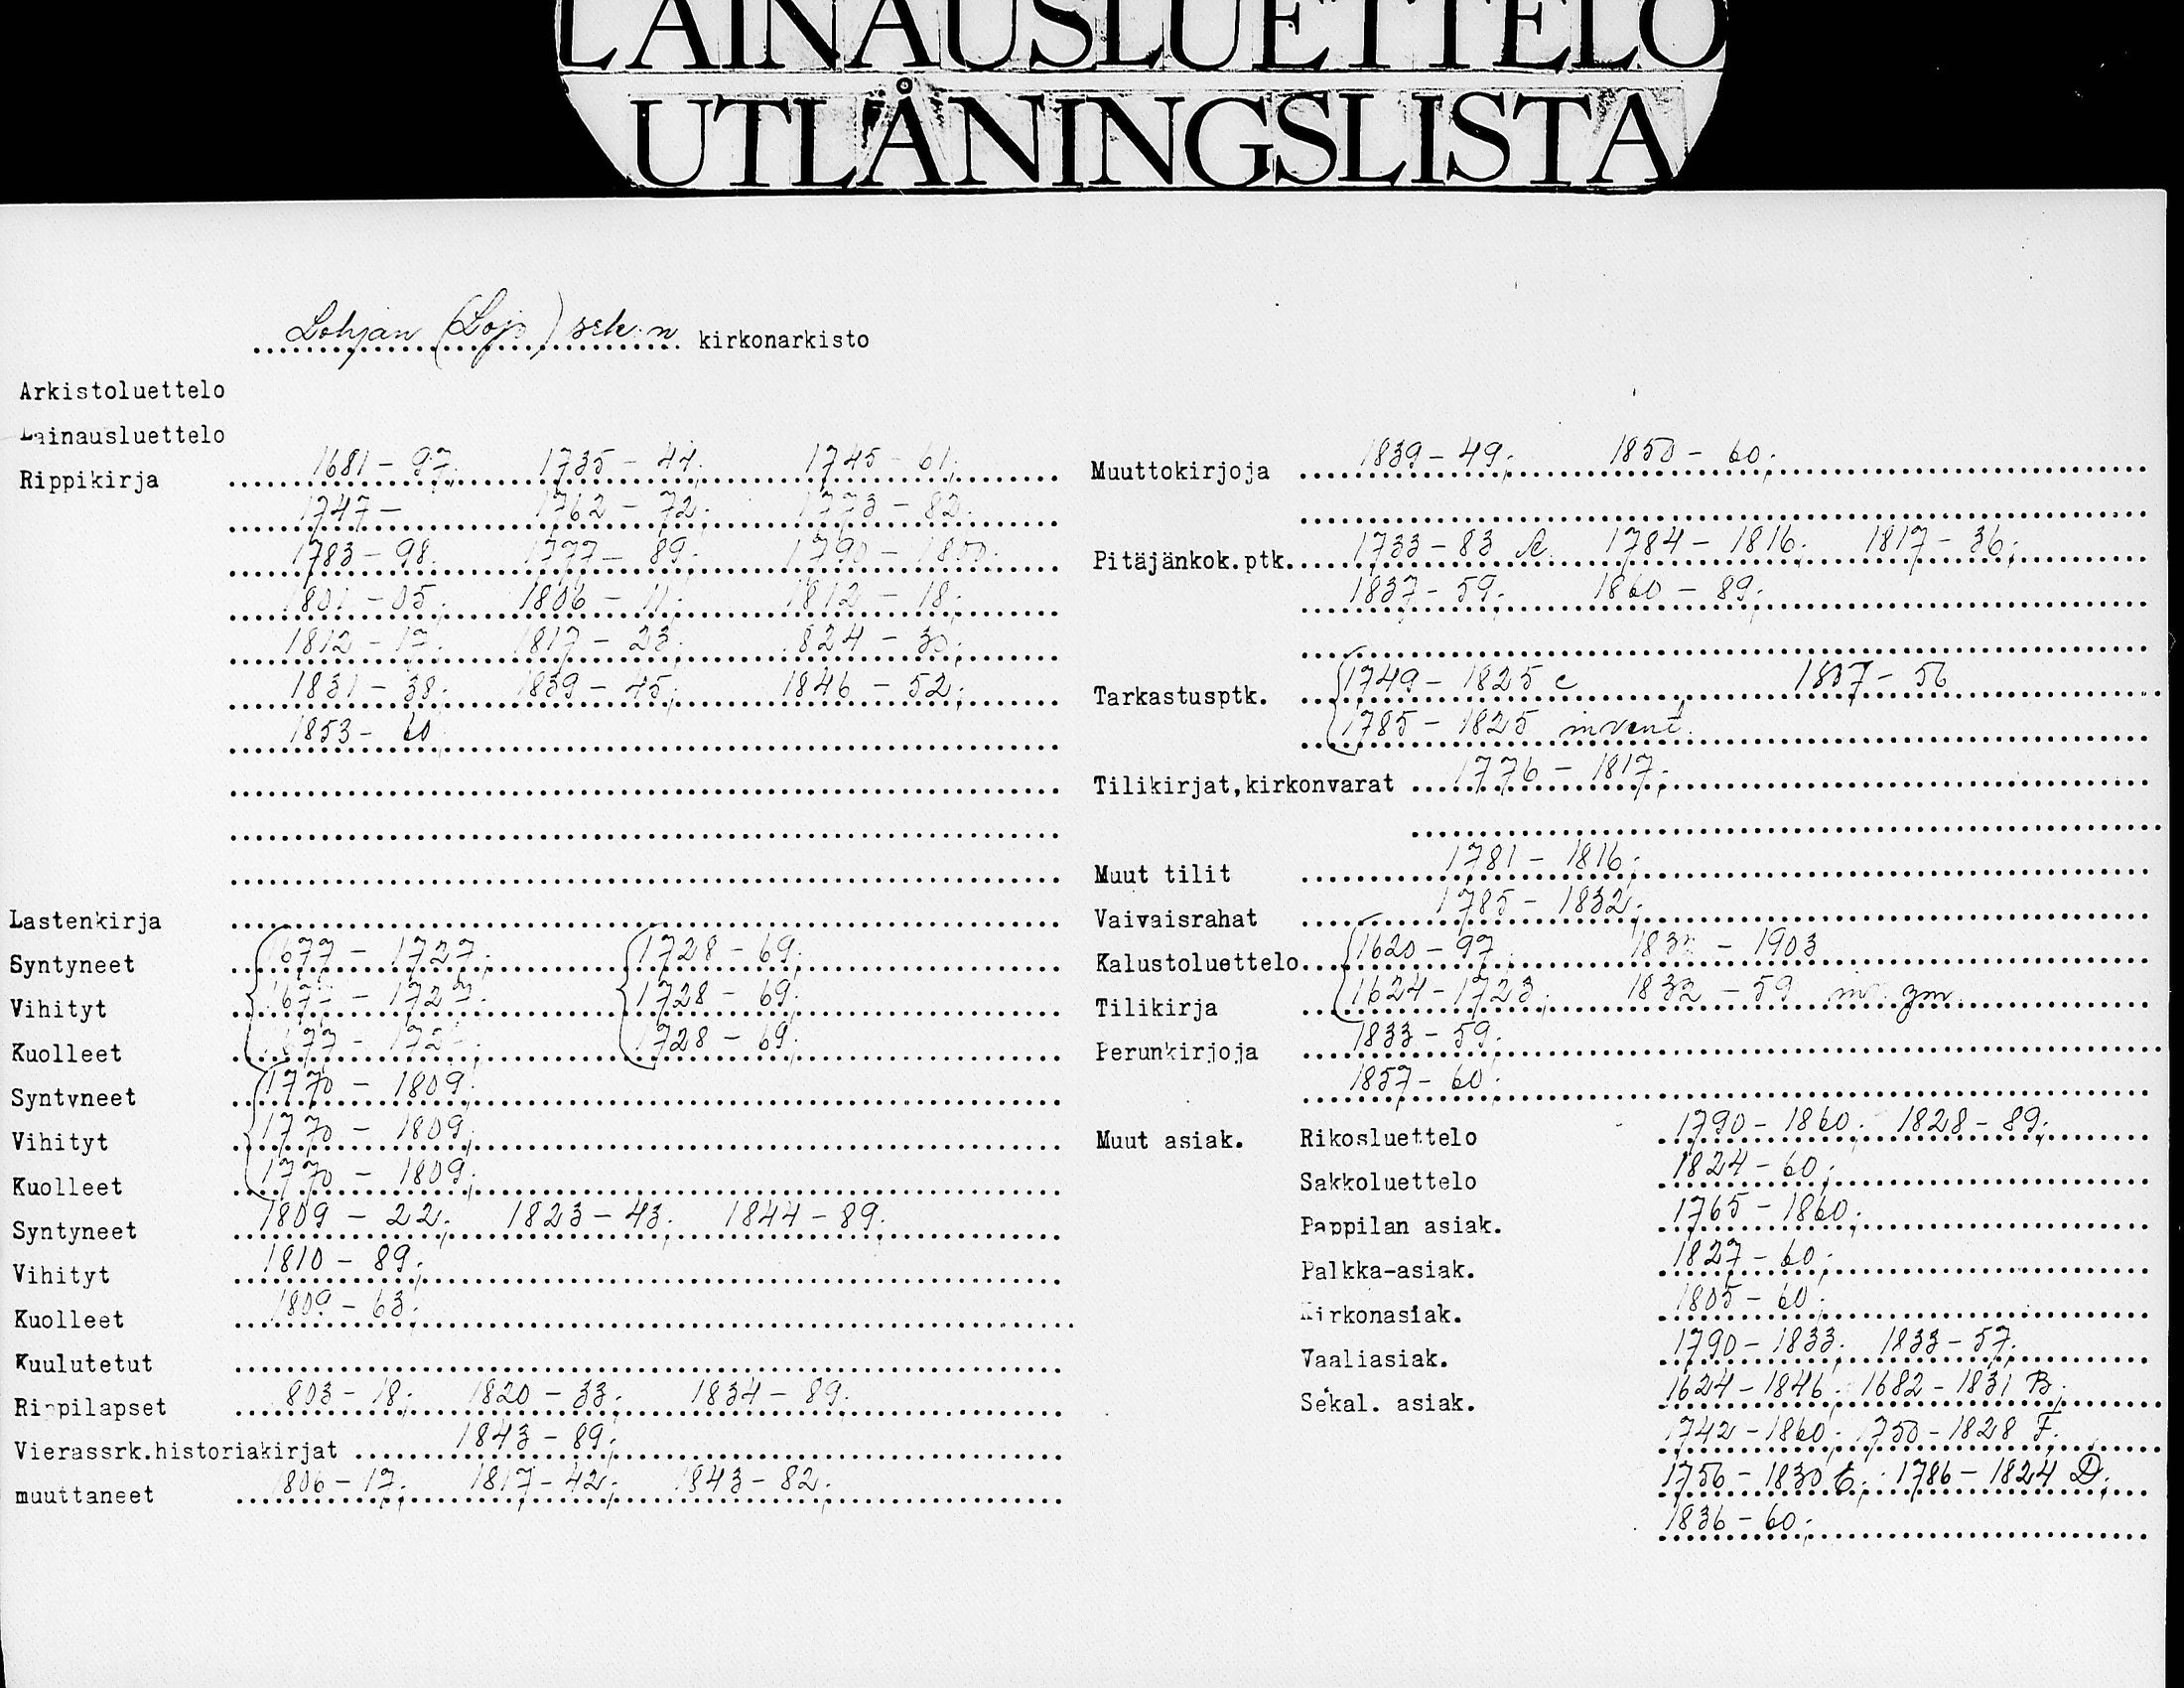 LAINAUSLUETTELO
UTLÅNINGSLISTA
Lohjan (Lojo) srk:n kirkonarkisto
Arkistoluettelo
Lainausluettelo
Rippikirja 1681-97; 1735-44; 1745-61;
1747- 1762-72; 1773-82;
1783-98; 1777-89; 1790-1850;
1801-05; 1806-11; 1812-18;
1812-17; 1817-23; 1824-30;
1831-38; 1839-45; 1846-52;
1853-60
Lastenkirja
Syntyneet 1677-1727; 1728-69;
Vihityt 1677-1727; 1728-69;
Kuolleet 1677-172 1728-69;
Syntyneet 1770-1809;
Vihityt 1770-1809;
Kuolleet 1770-1809;
Syntyneet 1809-22; 1823-43; 1844-89;
Vihityt 1810-89;
Kuolleet 1809-63;
Kuulutetut
Rippilapset 1803-18; 1820-33; 1834-89;
Vierassrk.historiakirjat 1843-89;
muuttaneet 1806-17; 1817-42; 1843-82;
Muuttokirjoja 1839-49; 1850-60;
Pitäjänkok.ptk. 1733-83 A. 1784-1816; 1817-36;
1837-59; 1860-89;
Tarkastusptk. 1749-1825 c 1837-56
1785-1825 invent.
Tilikirjat,kirkonvarat 1776-1817;
Muut tilit 1781-1816;
Vaivaisrahat 1785-1832;
Kalustoluettelo 1620-97; 1832-1903
Tilikirja 1624-1723; 1832-59
Perunkirjoja 1833-59;
1857-60;
Muut asiak. Rikosluettelo 1790-1860; 1828-89;
Sakkoluettelo 1824-60;
Pappilan asiak. 1765-1860;
Palkka-asiak. 1827-60;
Kirkonasiak. 1805-60;
Vaaliasiak. 1790-1833; 1833-57;
Sekal. asiak. 1624-1846; 1682-1831 B;
1742-1860; 1750-1828 F;
1756-1830 E; 1786-1824 D;
1836-60;